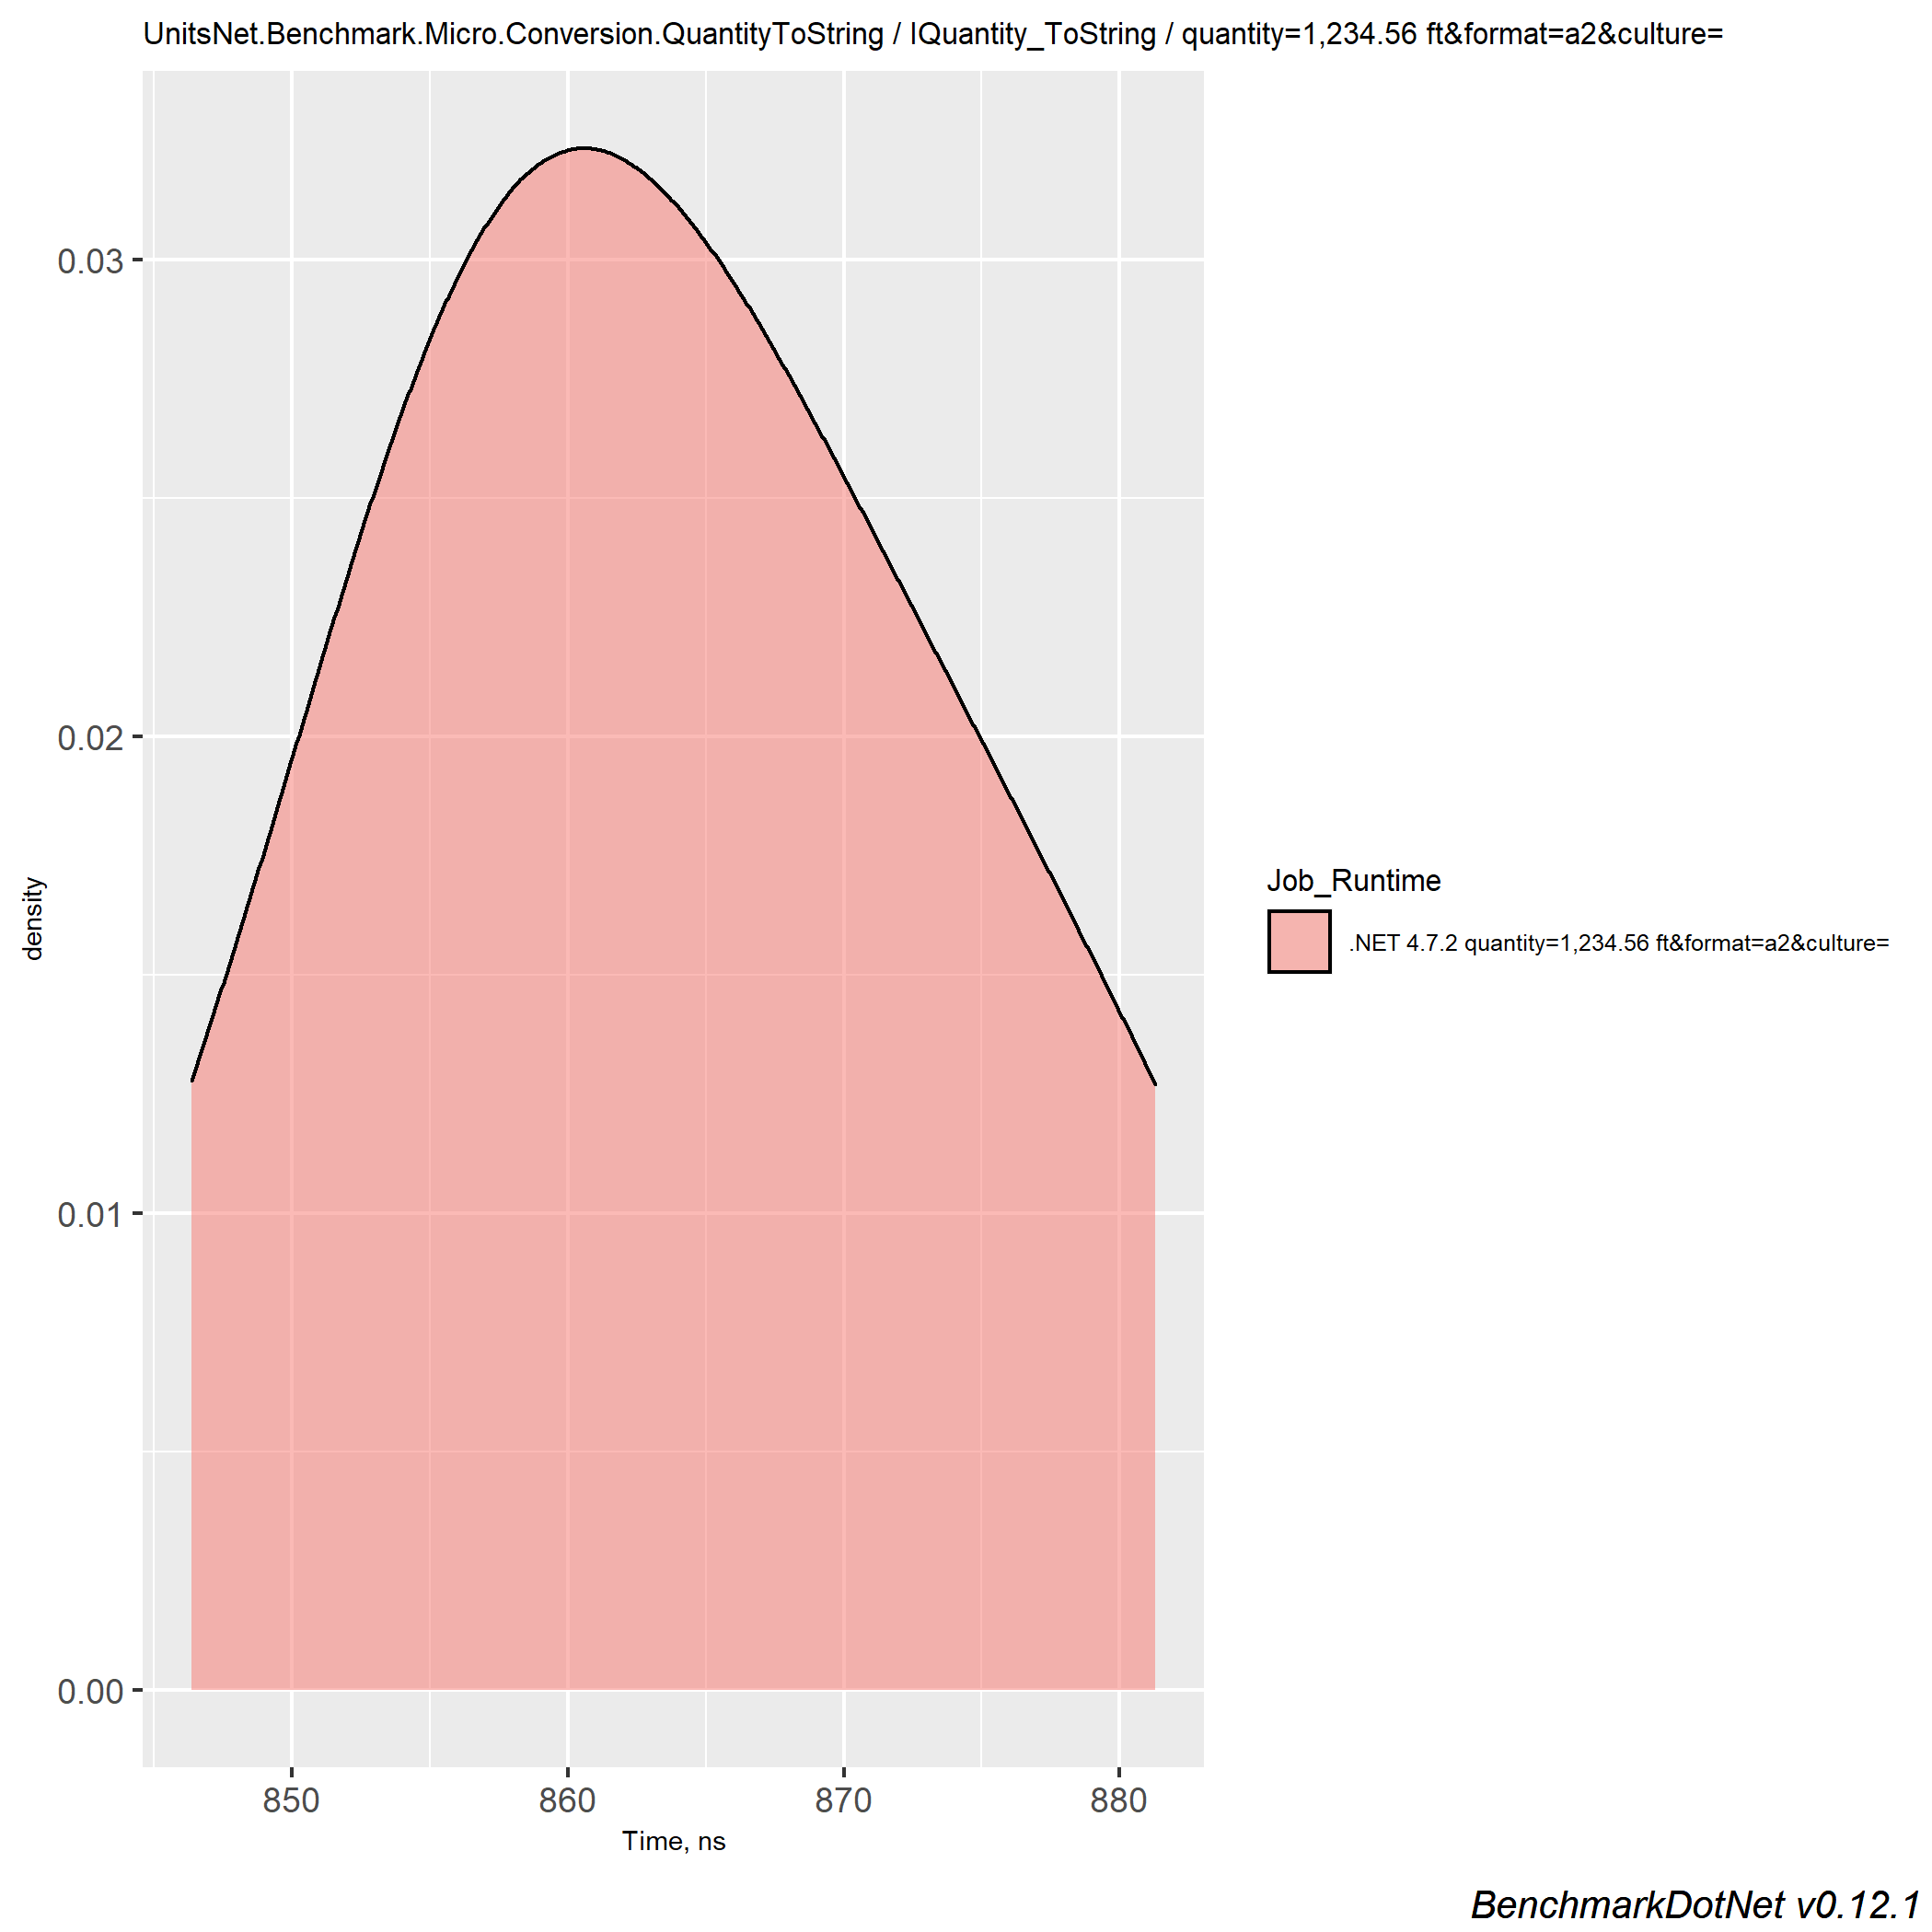 UnitsNet.Benchmark.Micro.Conversion.QuantityToString / IQuantity_ToString / quantity=1,234.56 ft&format=a2&culture=
0.03
0.02
0.01
0.00
density
850 860 870 880
Time, ns
Job_Runtime
.NET 4.7.2 quantity=1,234.56 ft&format=a2&culture=
BenchmarkDotNet v0.12.1